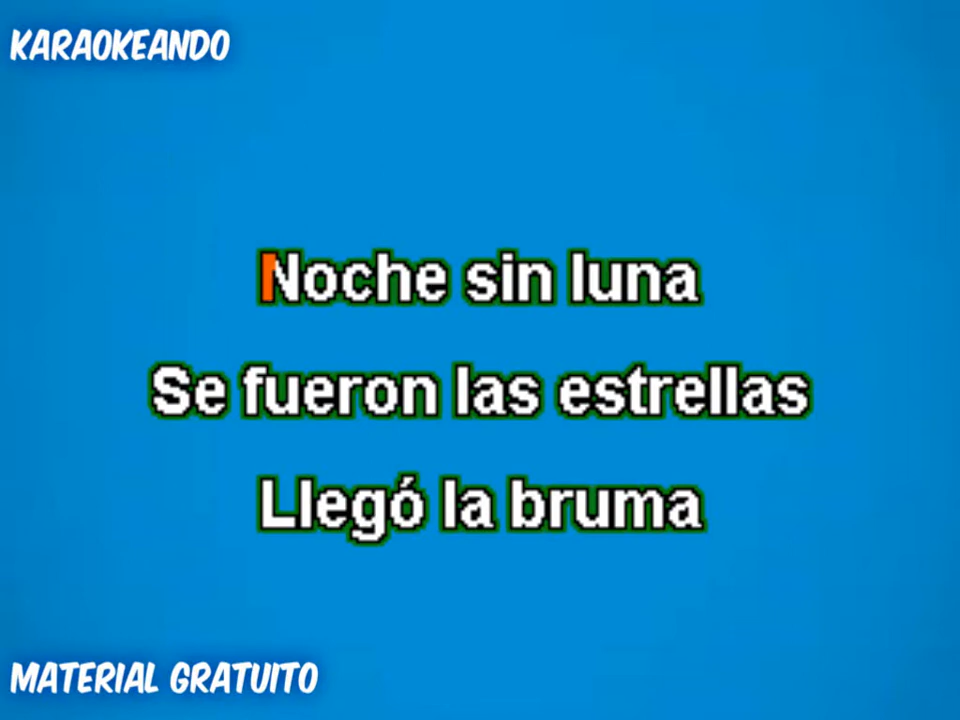 KARAOKEANDO
Noche sin luna
Se fueron las estrellas
Llegó la bruma
MATERIAL GRATUITO